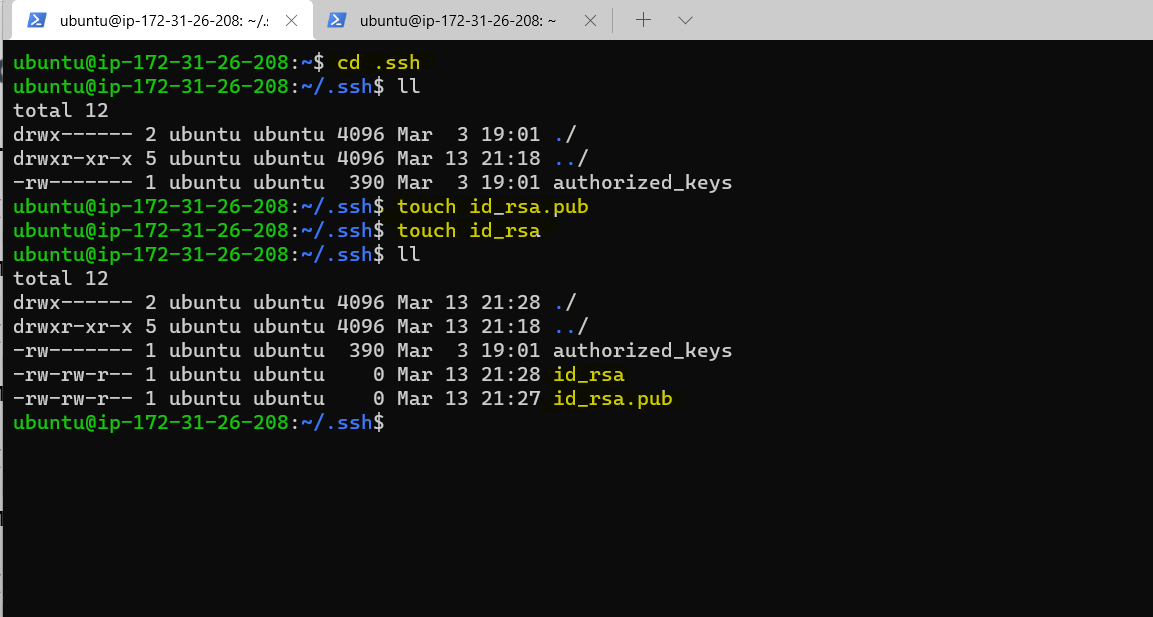 ubuntu@ip-172-31-26-208: ~/.s
ubuntu@ip-172-31-26-208: ~
ubuntu@ip-172-31-26-208:~$ cd .ssh
ubuntu@ip-172-31-26-208:~/.ssh$ ll
total 12
drwx------ 2 ubuntu ubuntu 4096 Mar  3 19:01 ./
drwxr-xr-x 5 ubuntu ubuntu 4096 Mar 13 21:18 ../
-rw------- 1 ubuntu ubuntu  390 Mar  3 19:01 authorized_keys
ubuntu@ip-172-31-26-208:~/.ssh$ touch id_rsa.pub
ubuntu@ip-172-31-26-208:~/.ssh$ touch id_rsa
ubuntu@ip-172-31-26-208:~/.ssh$ ll
total 12
drwx------ 2 ubuntu ubuntu 4096 Mar 13 21:28 ./
drwxr-xr-x 5 ubuntu ubuntu 4096 Mar 13 21:18 ../
-rw------- 1 ubuntu ubuntu  390 Mar  3 19:01 authorized_keys
-rw-rw-r-- 1 ubuntu ubuntu    0 Mar 13 21:28 id_rsa
-rw-rw-r-- 1 ubuntu ubuntu    0 Mar 13 21:27 id_rsa.pub
ubuntu@ip-172-31-26-208:~/.ssh$